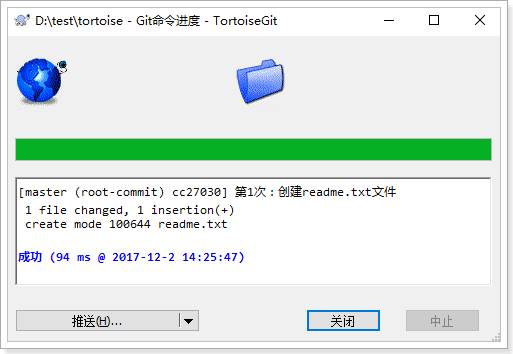 D:\test\tortoise - Git命令进度 - TortoiseGit
[master (root-commit) cc27030] 第1次：创建readme.txt文件
1 file changed, 1 insertion(+)
create mode 100644 readme.txt
成功 (94 ms @ 2017-12-2 14:25:47)
推送(H)...
关闭
中止